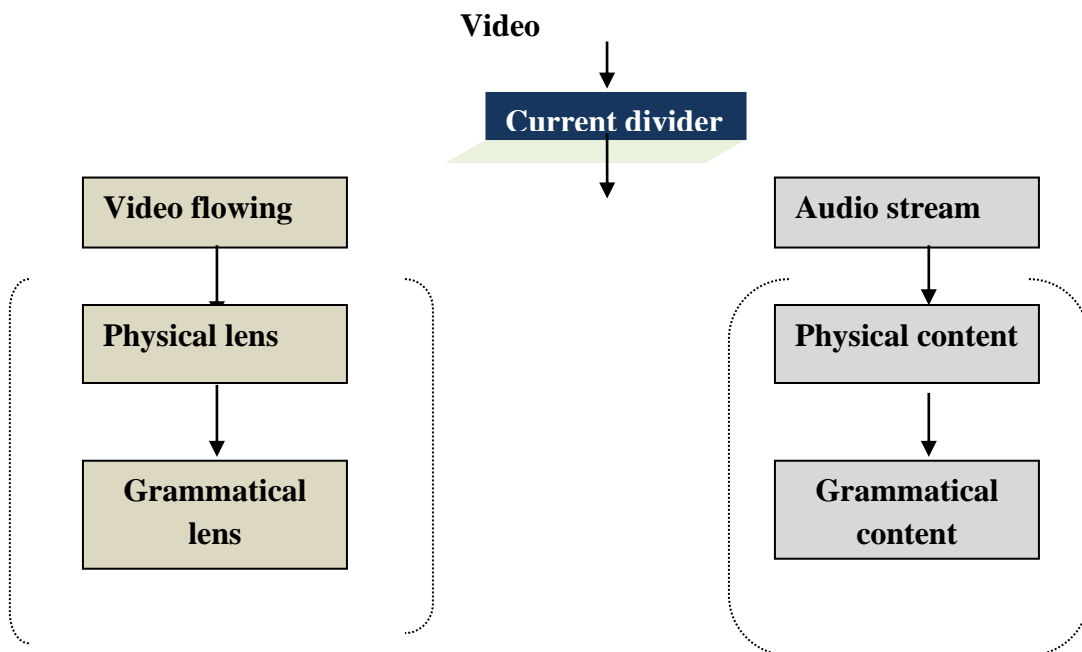 Video
Current divider
Video flowing
Audio stream
Physical lens
Physical content
Grammatical
lens
Grammatical
content